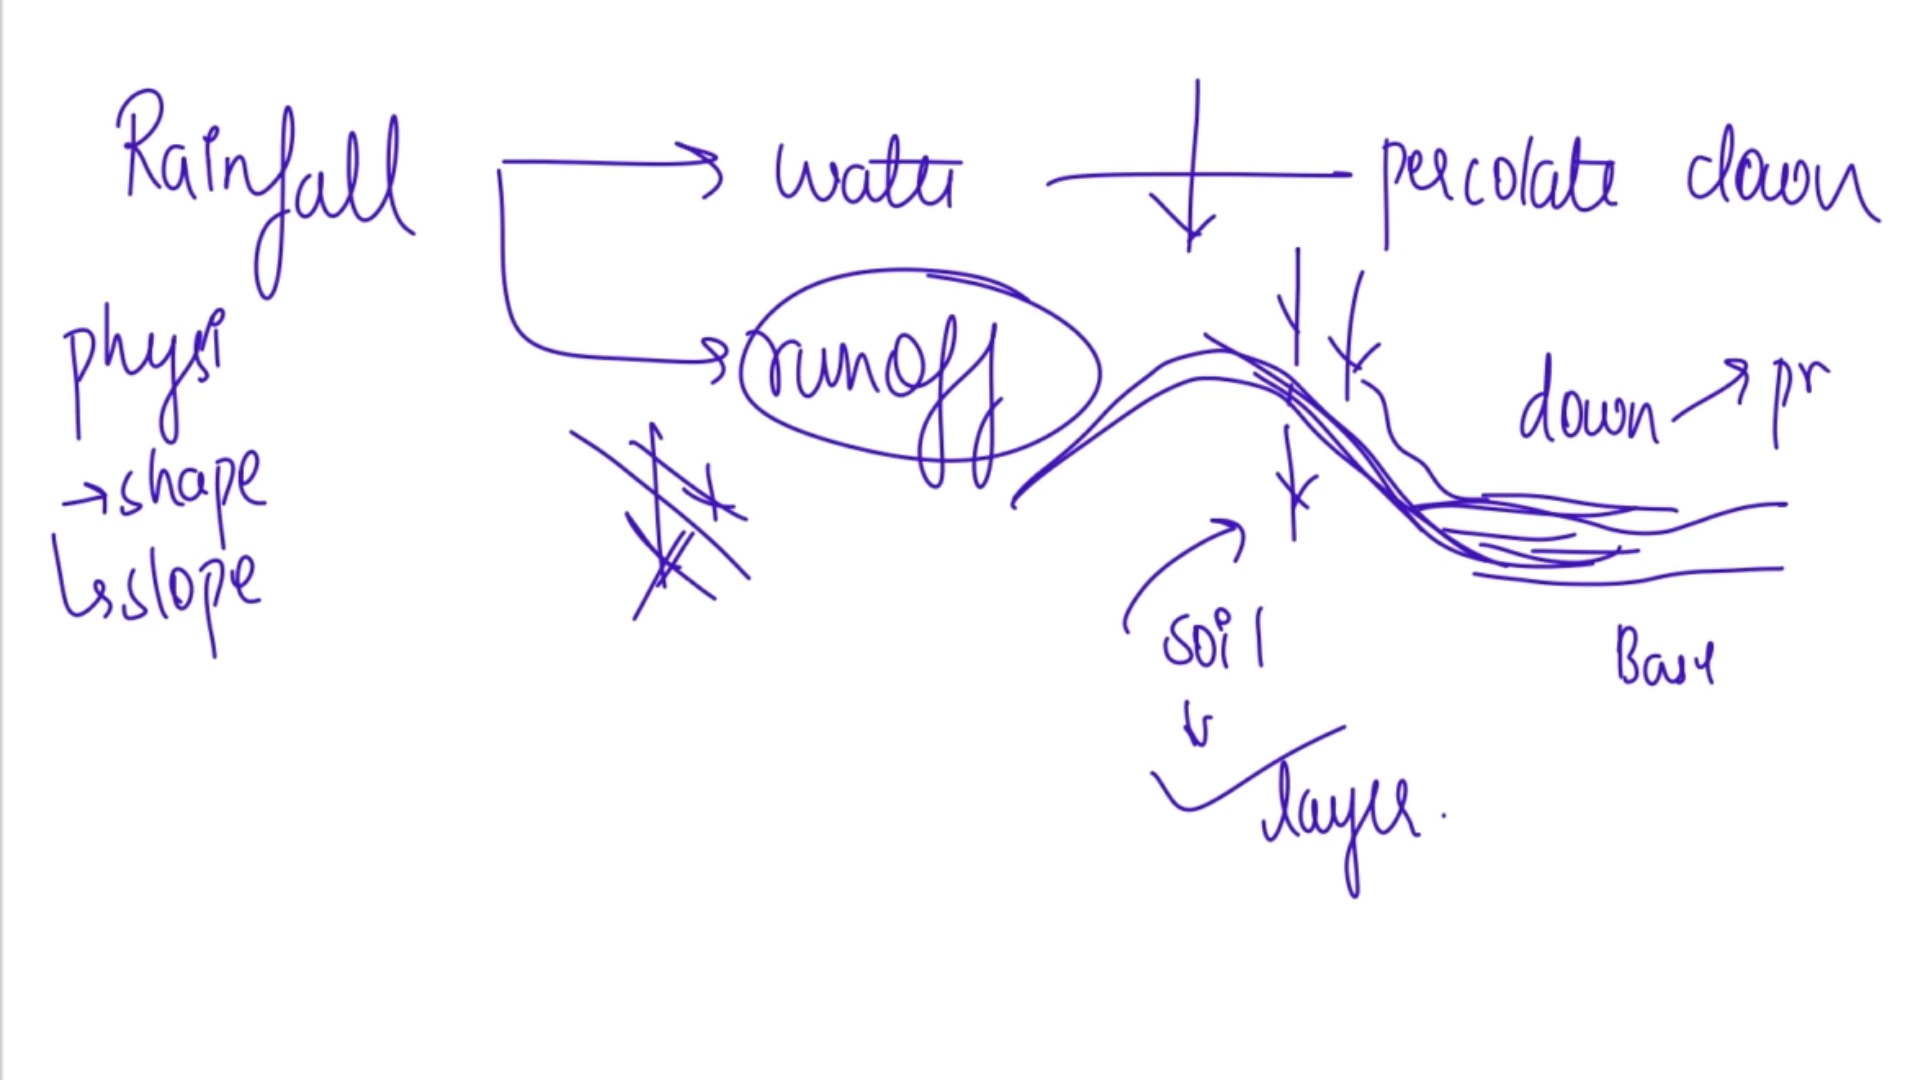 Rainfall → water — percolate down
runoff
physi
→ shape
↳ slope
down → pr
soil
Base
layer.